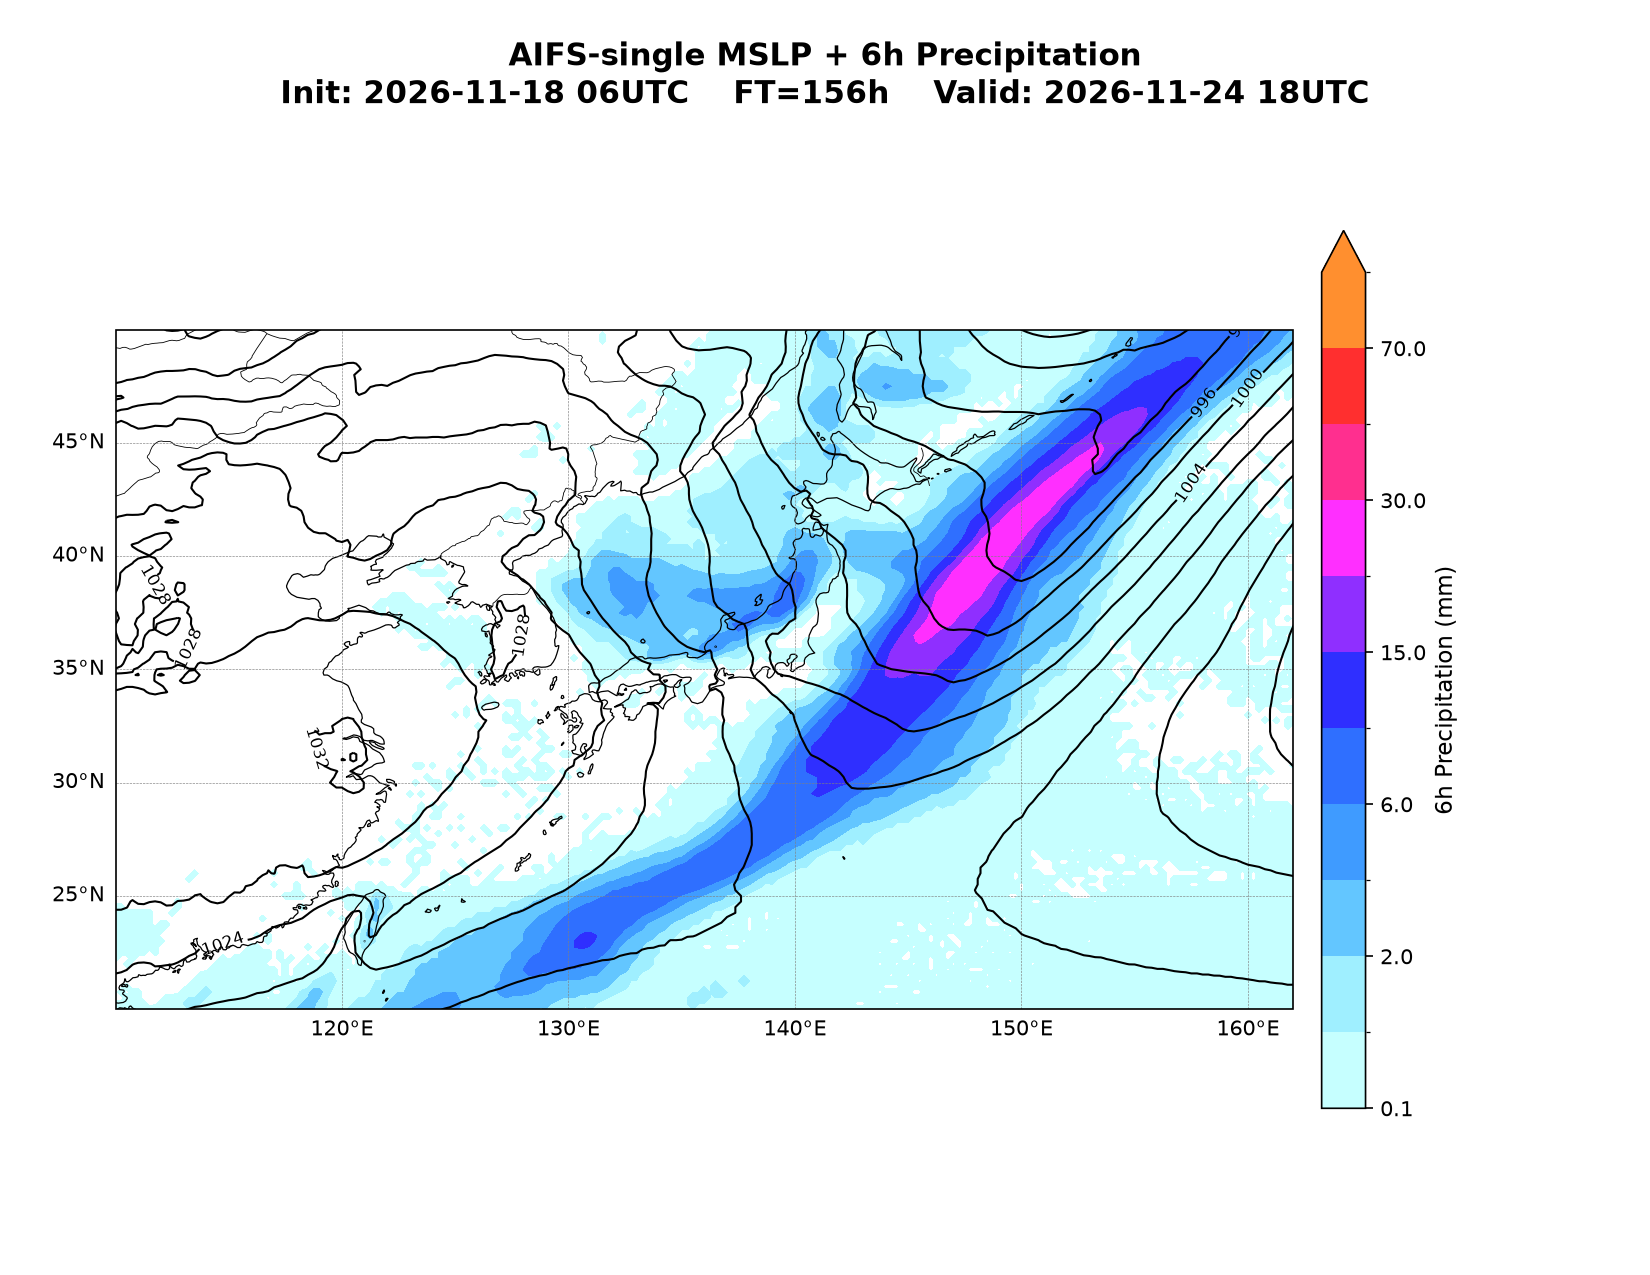 AIFS-single MSLP + 6h Precipitation
Init: 2026-11-18 06UTC    FT=156h    Valid: 2026-11-24 18UTC
70.0
30.0
15.0
6.0
2.0
0.1
6h Precipitation (mm)
45°N
40°N
35°N
30°N
25°N
120°E
130°E
140°E
150°E
160°E
996
1000
1004
1028
1028
1028
1032
1024